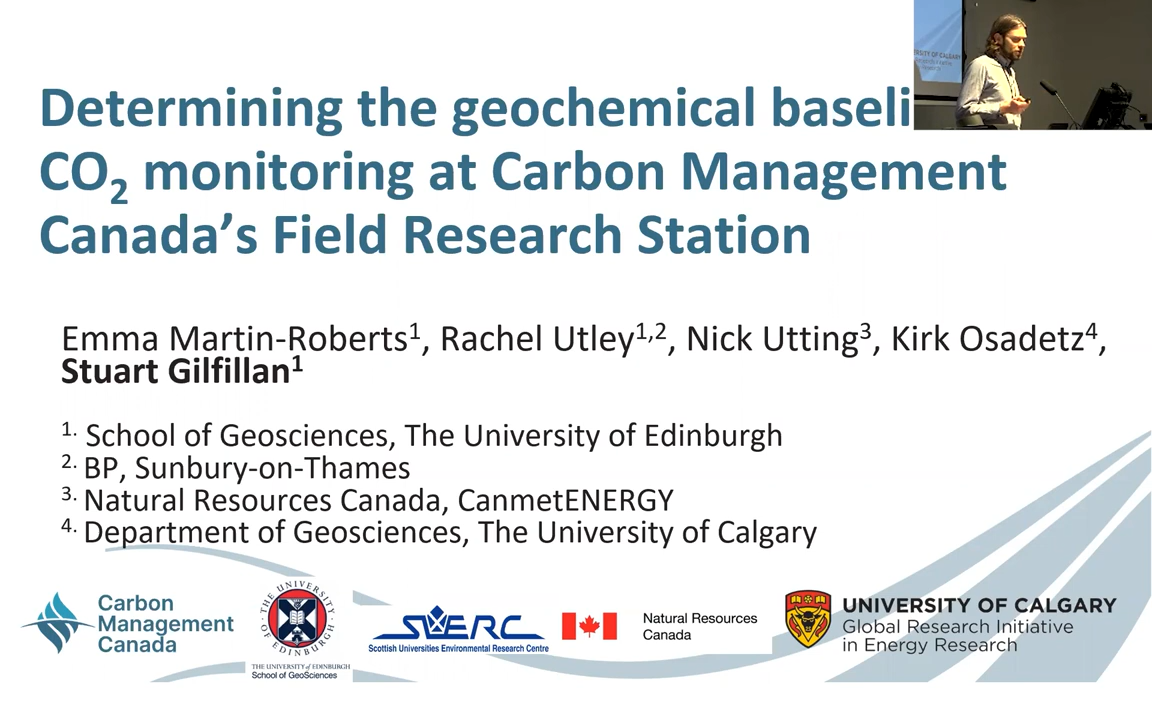 Determining the geochemical baseli
CO₂ monitoring at Carbon Management
Canada’s Field Research Station
Emma Martin-Roberts¹, Rachel Utley¹,², Nick Utting³, Kirk Osadetz⁴,
Stuart Gilfillan¹
1. School of Geosciences, The University of Edinburgh
2. BP, Sunbury-on-Thames
3. Natural Resources Canada, CanmetENERGY
4. Department of Geosciences, The University of Calgary
Carbon
Management
Canada
THE UNIVERSITY OF EDINBURGH
THE UNIVERSITY of EDINBURGH
School of GeoSciences
SUERC
Scottish Universities Environmental Research Centre
Natural Resources
Canada
UNIVERSITY OF CALGARY
Global Research Initiative
in Energy Research